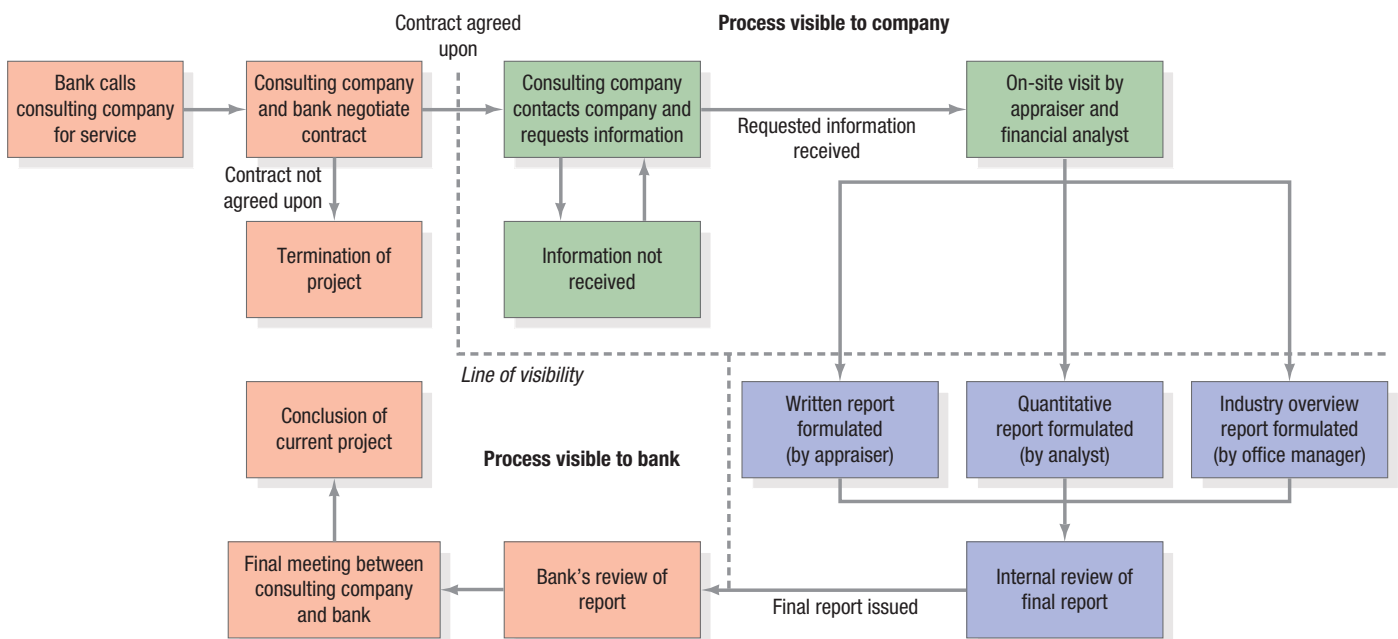 Contract agreed
upon
Process visible to company
Bank calls
consulting company
for service
Consulting company
and bank negotiate
contract
Consulting company
contacts company and
requests information
Requested information
received
On-site visit by
appraiser and
financial analyst
Contract not
agreed upon
Termination of
project
Information not
received
Line of visibility
Written report
formulated
(by appraiser)
Quantitative
report formulated
(by analyst)
Industry overview
report formulated
(by office manager)
Conclusion of
current project
Process visible to bank
Final meeting between
consulting company
and bank
Bank’s review of
report
Final report issued
Internal review of
final report